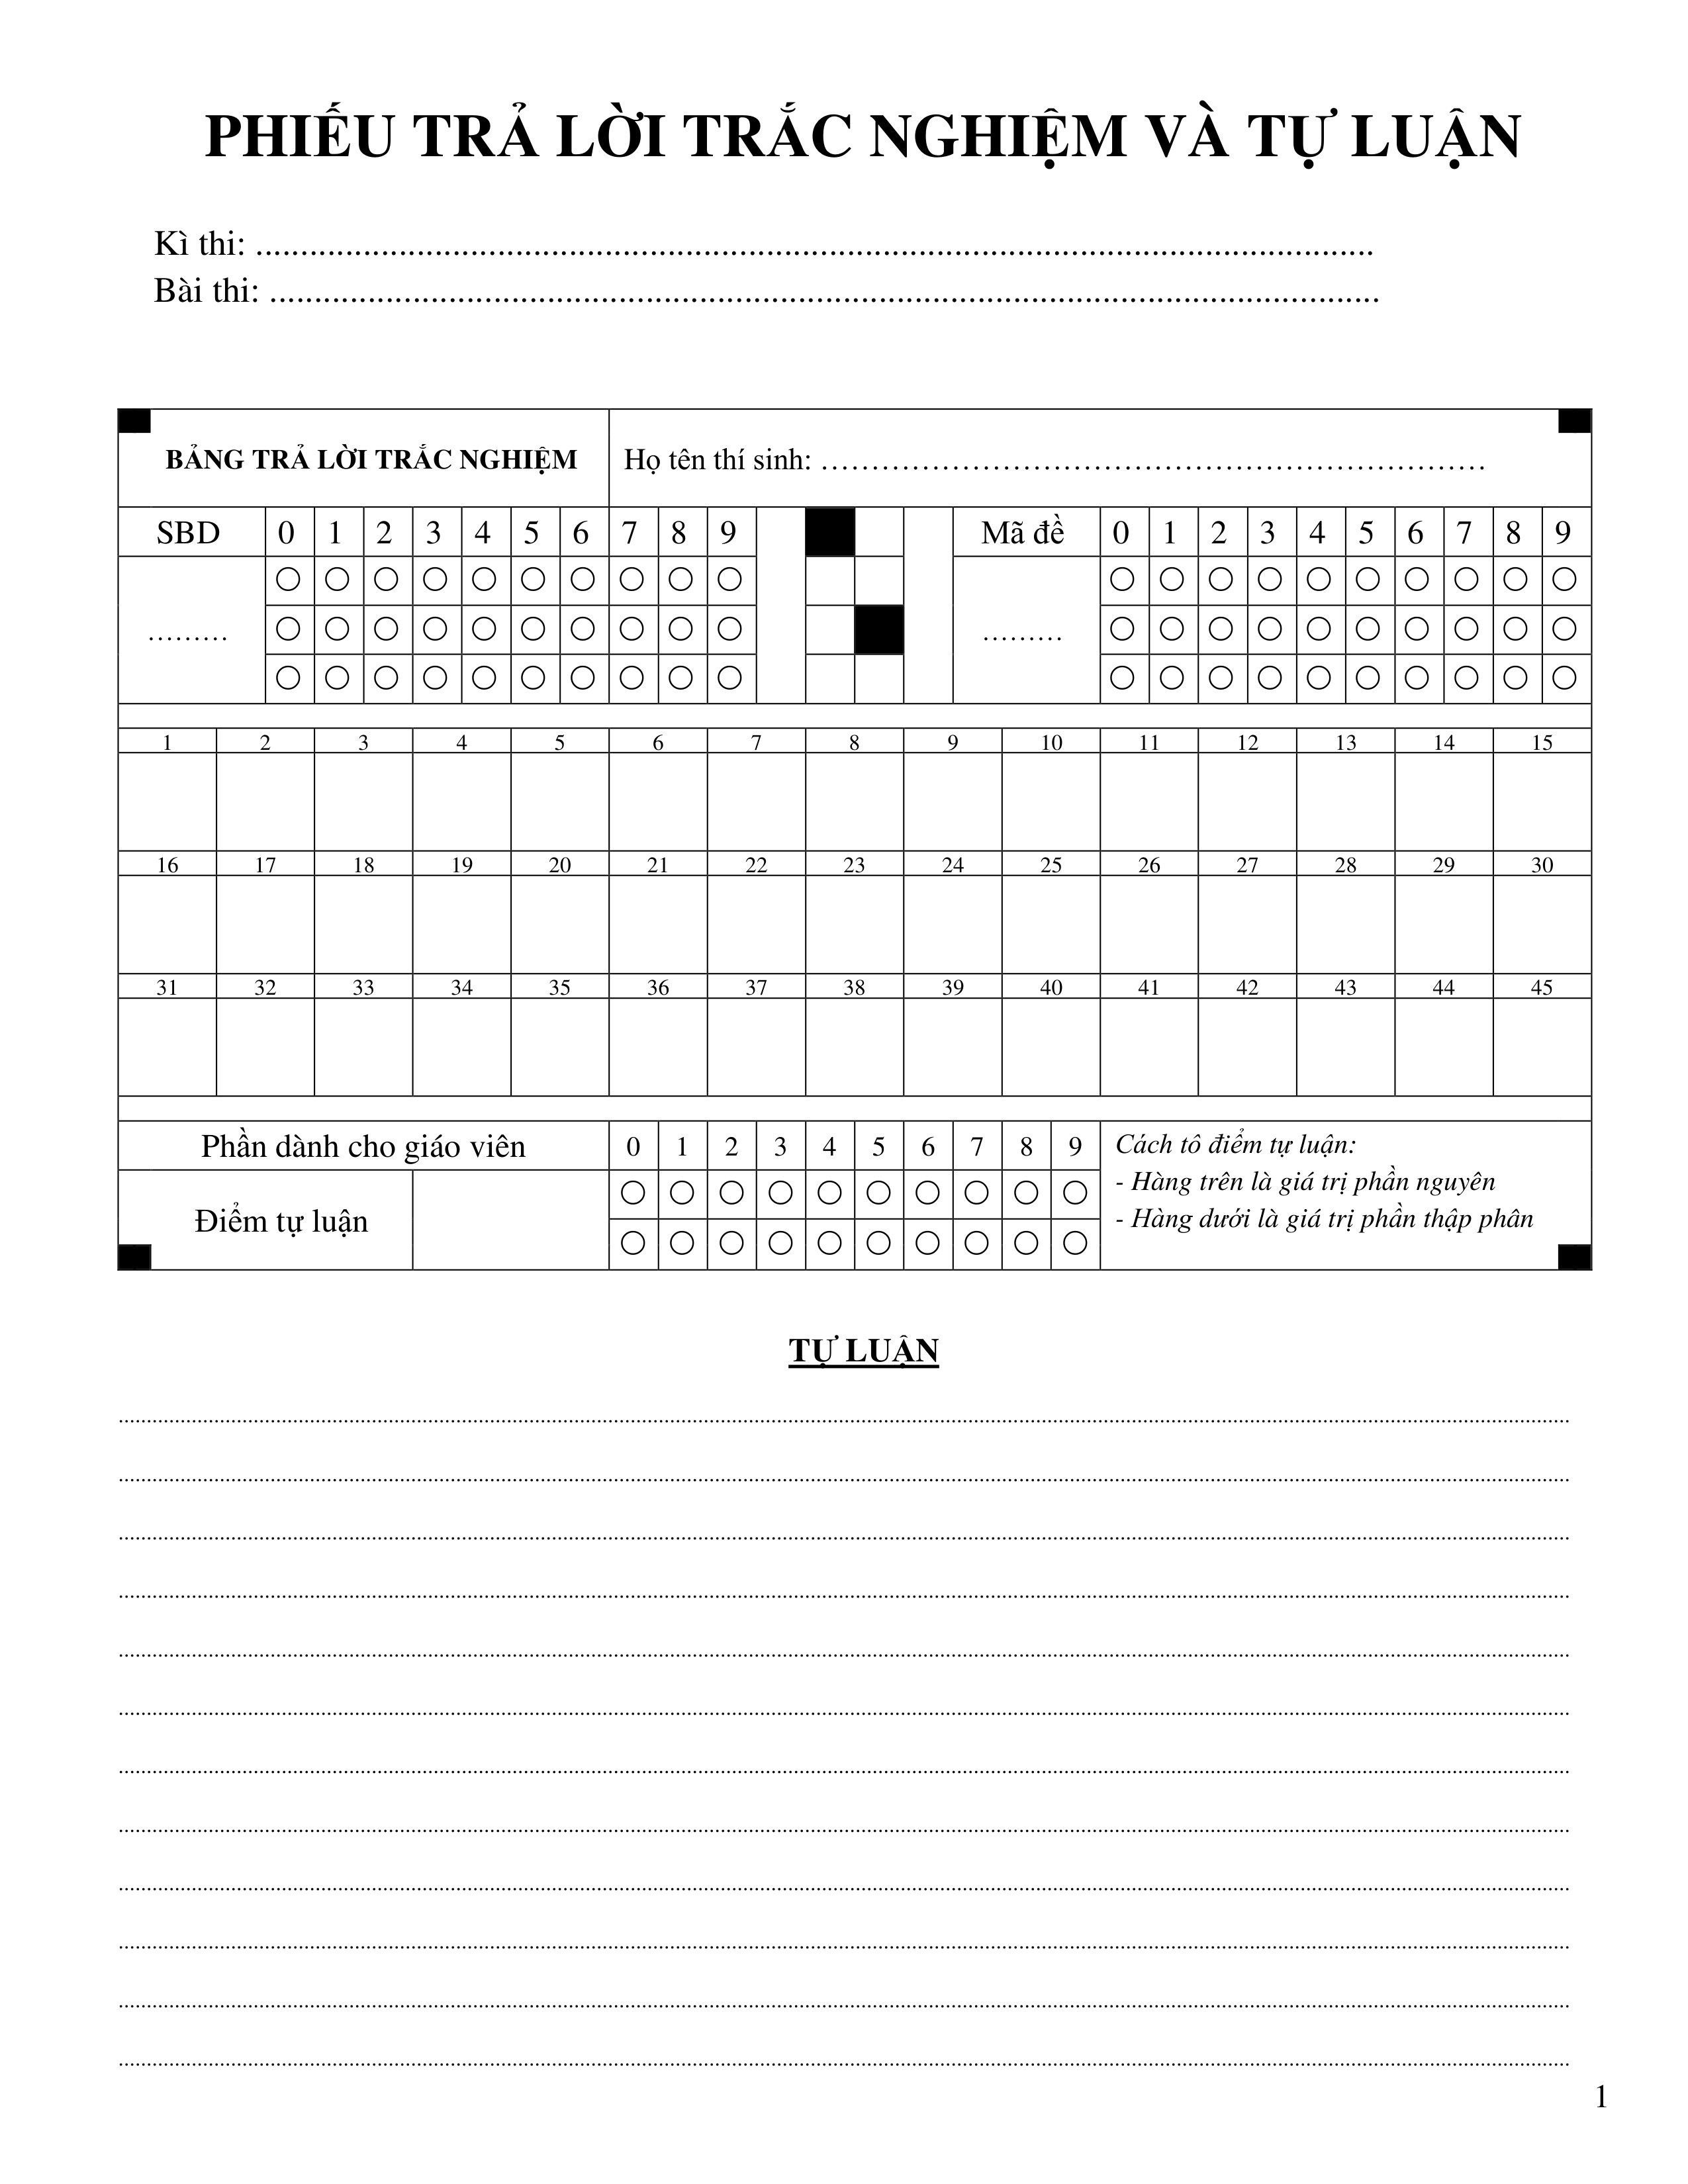 PHIẾU TRẢ LỜI TRẮC NGHIỆM VÀ TỰ LUẬN
Kì thi: ............................................................................................................................
Bài thi: ...........................................................................................................................
BẢNG TRẢ LỜI TRẮC NGHIỆM Họ tên thí sinh: ………………………………………………………
SBD 0 1 2 3 4 5 6 7 8 9 Mã đề 0 1 2 3 4 5 6 7 8 9
……… ………
1 2 3 4 5 6 7 8 9 10 11 12 13 14 15
16 17 18 19 20 21 22 23 24 25 26 27 28 29 30
31 32 33 34 35 36 37 38 39 40 41 42 43 44 45
Phần dành cho giáo viên 0 1 2 3 4 5 6 7 8 9
Điểm tự luận
Cách tô điểm tự luận:
- Hàng trên là giá trị phần nguyên
- Hàng dưới là giá trị phần thập phân
TỰ LUẬN
1